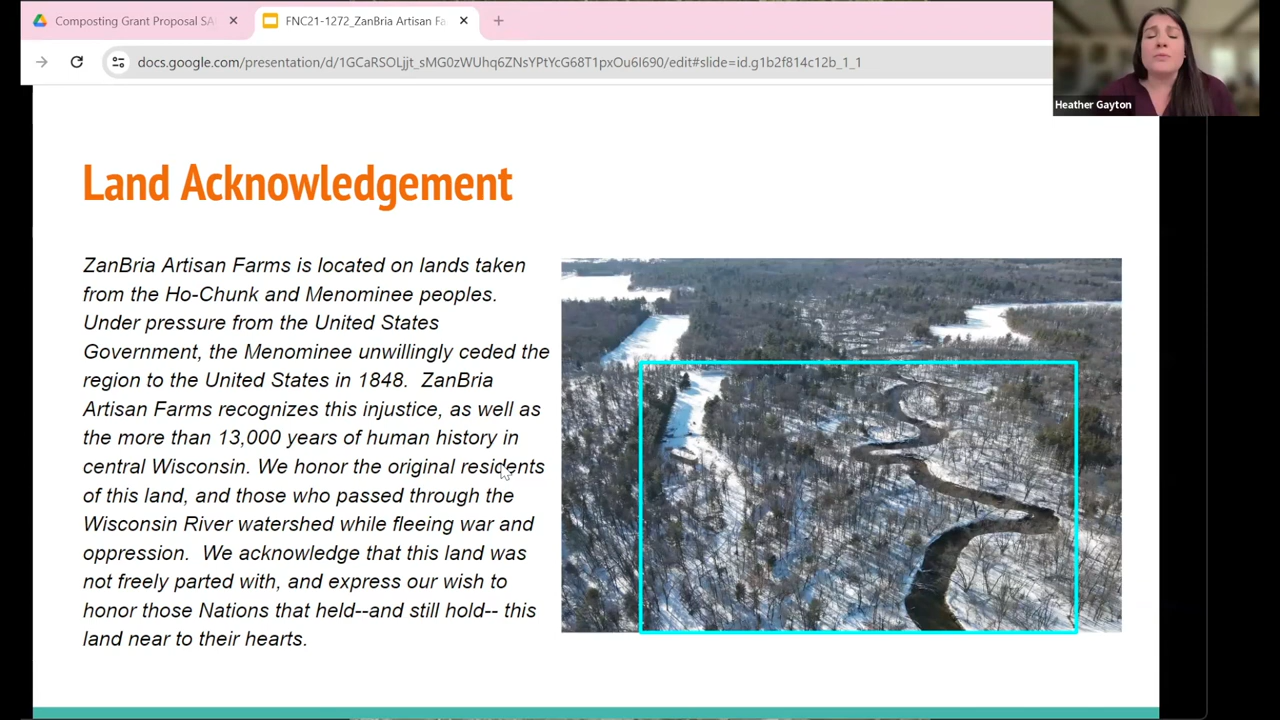 Composting Grant Proposal SA
FNC21-1272_ZanBria Artisan Fa
docs.google.com/presentation/d/1GCaRSOLjjt_sMG0ZVUhq6ZNsYPtYcG68T1pxOu6I690/edit#slide=id.g1b2f814c12b_1_1
Heather Gayton
Land Acknowledgement
ZanBria Artisan Farms is located on lands taken
from the Ho-Chunk and Menominee peoples.
Under pressure from the United States
Government, the Menominee unwillingly ceded the
region to the United States in 1848.  ZanBria
Artisan Farms recognizes this injustice, as well as
the more than 13,000 years of human history in
central Wisconsin. We honor the original residents
of this land, and those who passed through the
Wisconsin River watershed while fleeing war and
oppression.  We acknowledge that this land was
not freely parted with, and express our wish to
honor those Nations that held--and still hold-- this
land near to their hearts.